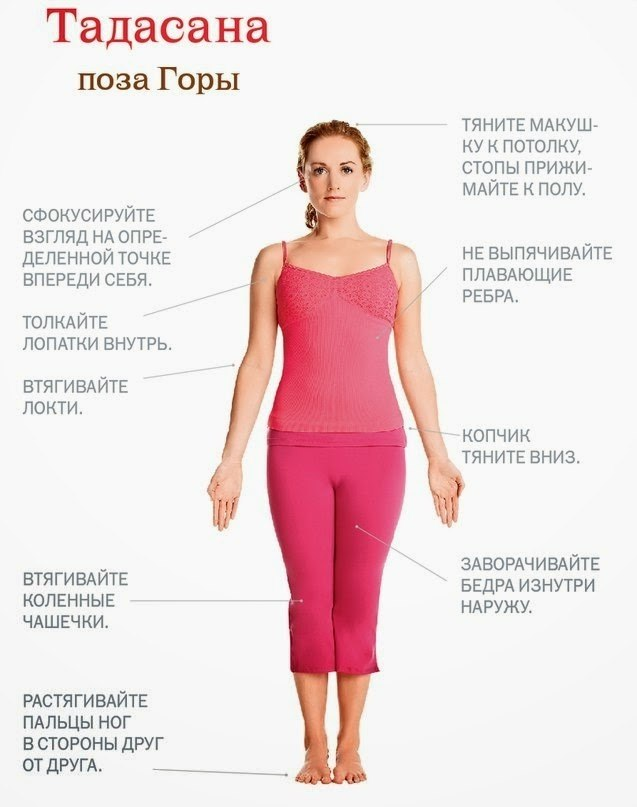 Тадасана
поза Горы
ТЯНИТЕ МАКУШ-
КУ К ПОТОЛКУ,
СТОПЫ ПРИЖИ-
МАЙТЕ К ПОЛУ.
СФОКУСИРУЙТЕ
ВЗГЛЯД НА ОПРЕ-
ДЕЛЕННОЙ ТОЧКЕ
ВПЕРЕДИ СЕБЯ.
НЕ ВЫПЯЧИВАЙТЕ
ПЛАВАЮЩИЕ
РЕБРА.
ТОЛКАЙТЕ
ЛОПАТКИ ВНУТРЬ.
ВТЯГИВАЙТЕ
ЛОКТИ.
КОПЧИК
ТЯНИТЕ ВНИЗ.
ЗАВОРАЧИВАЙТЕ
БЕДРА ИЗНУТРИ
НАРУЖУ.
ВТЯГИВАЙТЕ
КОЛЕННЫЕ
ЧАШЕЧКИ.
РАСТЯГИВАЙТЕ
ПАЛЬЦЫ НОГ
В СТОРОНЫ ДРУГ
ОТ ДРУГА.